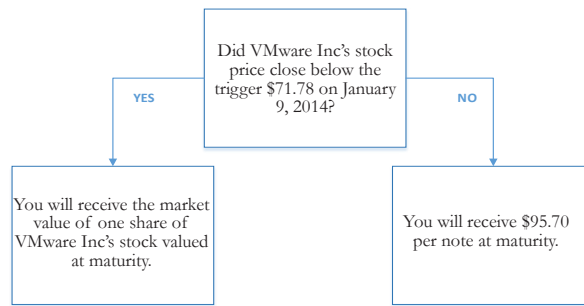 Did VMware Inc's stock
price close below the
trigger $71.78 on January
9, 2014?
YES
NO
You will receive the market
value of one share of
VMware Inc's stock valued
at maturity.
You will receive $95.70
per note at maturity.